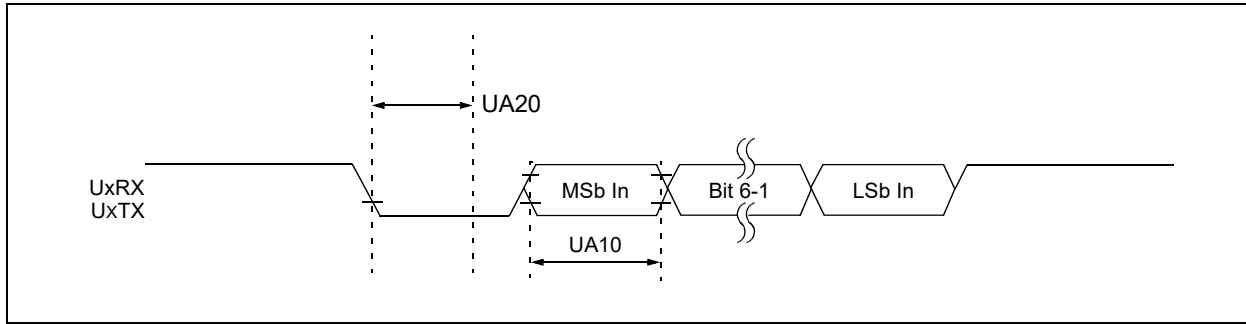 UA20
UxRX
UxTX
MSb In
Bit 6-1
LSb In
UA10